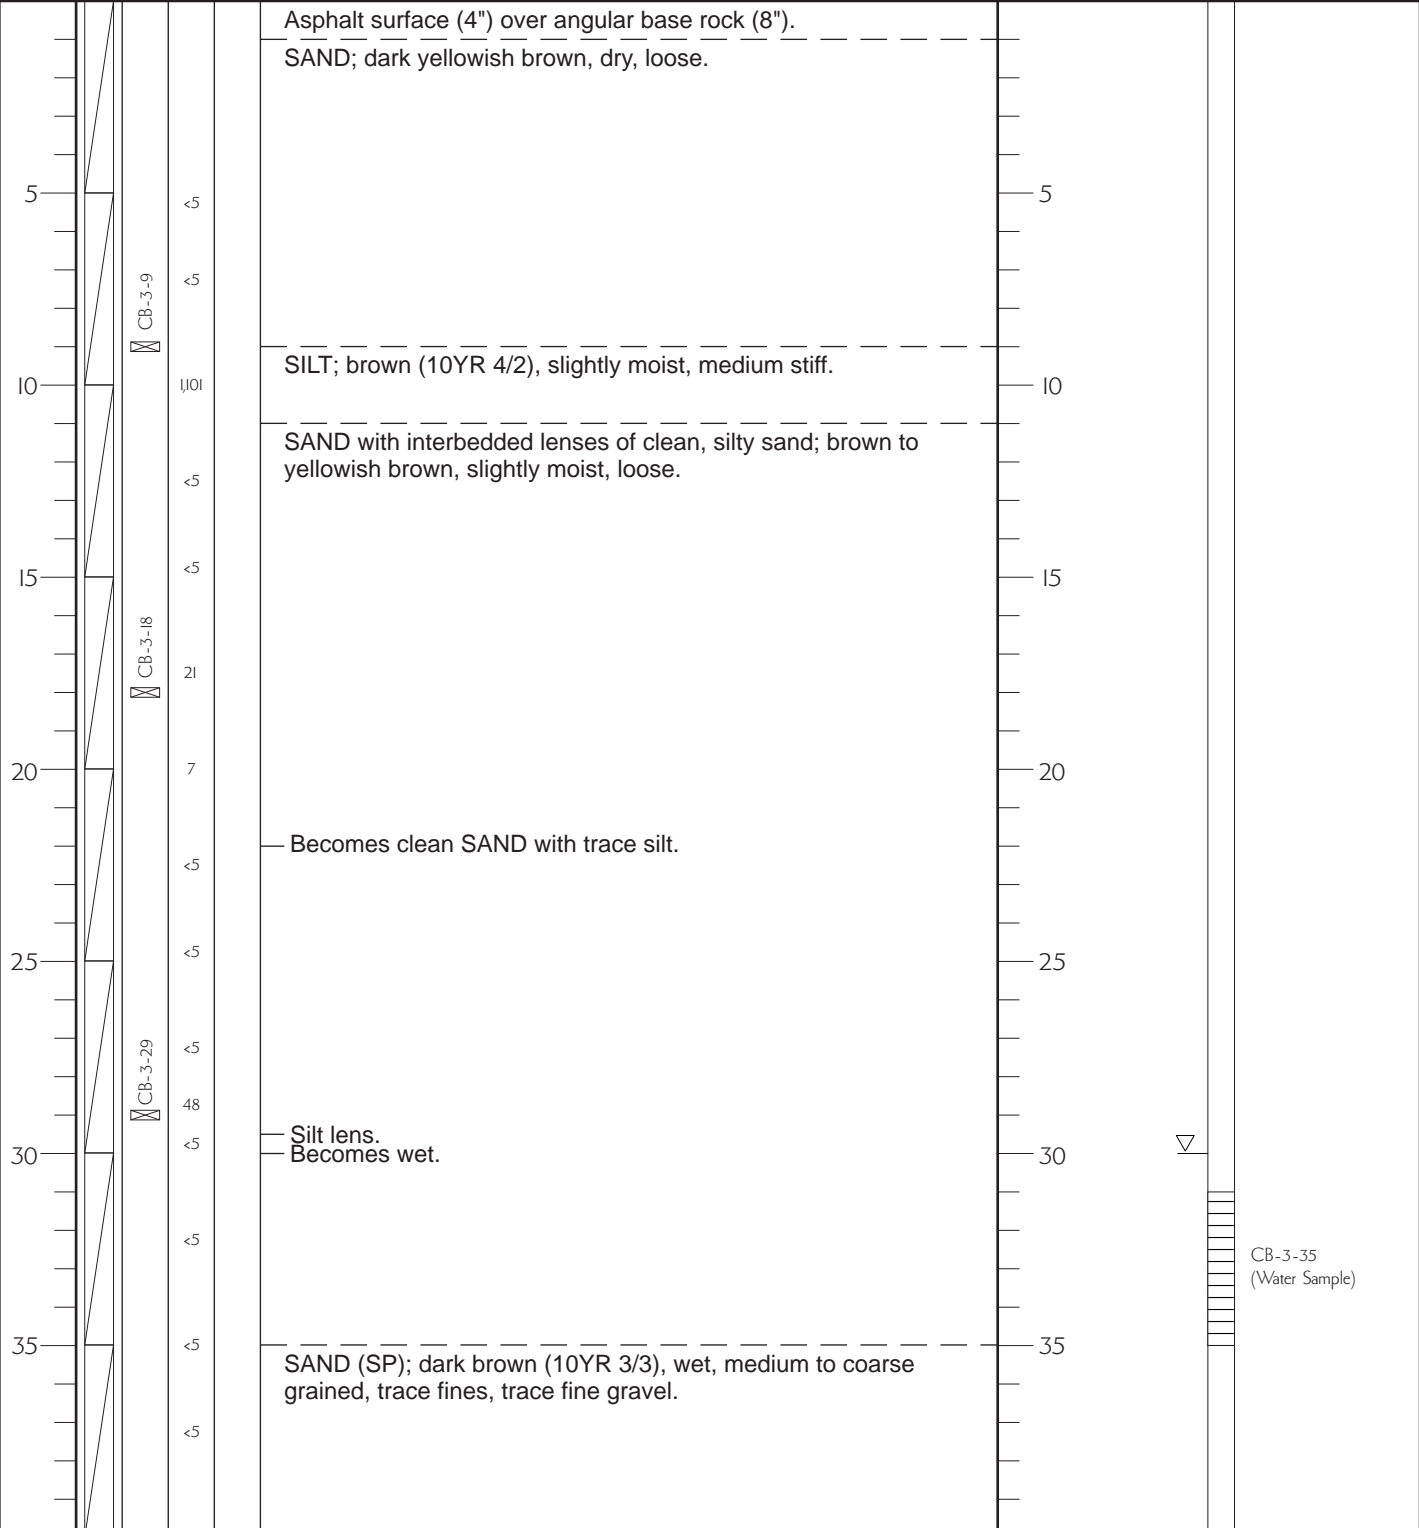 Asphalt surface (4") over angular base rock (8").
SAND; dark yellowish brown, dry, loose.
5
<5
5
CB-3-9
<5
SILT; brown (10YR 4/2), slightly moist, medium stiff.
10
1,101
10
SAND with interbedded lenses of clean, silty sand; brown to
yellowish brown, slightly moist, loose.
<5
15
<5
15
CB-3-18
21
20
7
20
Becomes clean SAND with trace silt.
<5
25
<5
25
CB-3-29
<5
48
Silt lens.
30
<5
Becomes wet.
30
<5
CB-3-35
(Water Sample)
35
<5
35
SAND (SP); dark brown (10YR 3/3), wet, medium to coarse
grained, trace fines, trace fine gravel.
<5